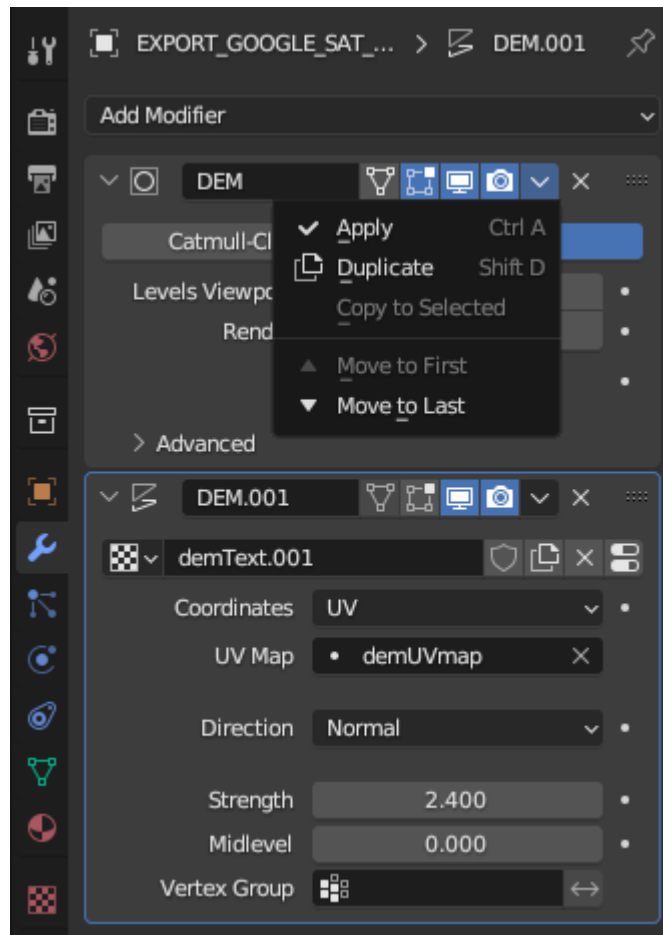 EXPORT_GOOGLE_SAT_... > DEM.001
Add Modifier
DEM
Catmull-Cl
Apply Ctrl A
Duplicate Shift D
Levels Viewpo
Copy to Selected
Rend
Move to First
Move to Last
Advanced
DEM.001
demText.001
Coordinates UV
UV Map demUVmap
Direction Normal
Strength 2.400
Midlevel 0.000
Vertex Group